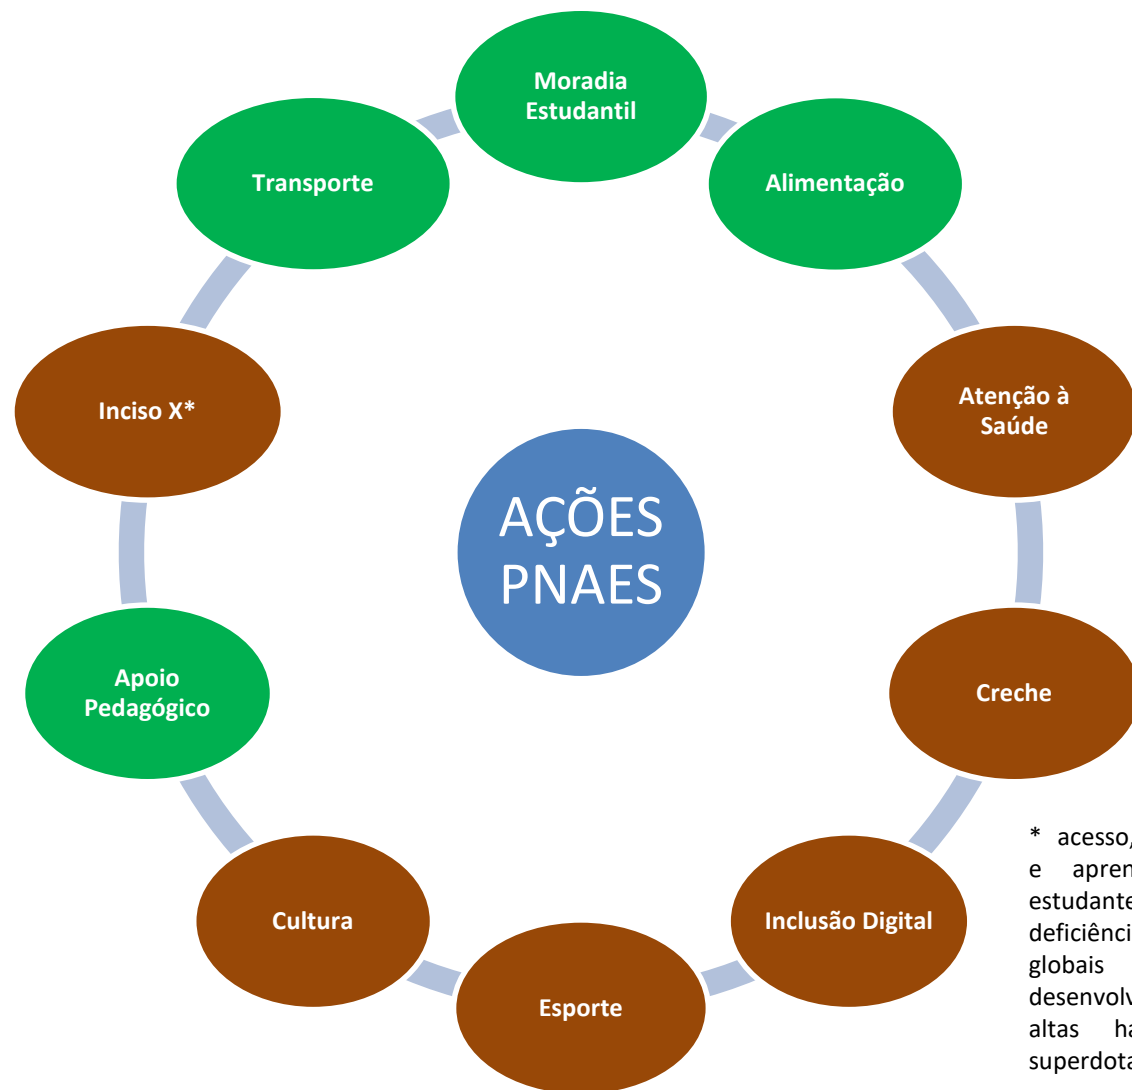 Moradia
Estudantil
Alimentação
Atenção à
Saúde
Creche
Inclusão Digital
Esporte
Cultura
Apoio
Pedagógico
Inciso X*
Transporte
AÇÕES
PNAES
* acesso,
e
globais
altas